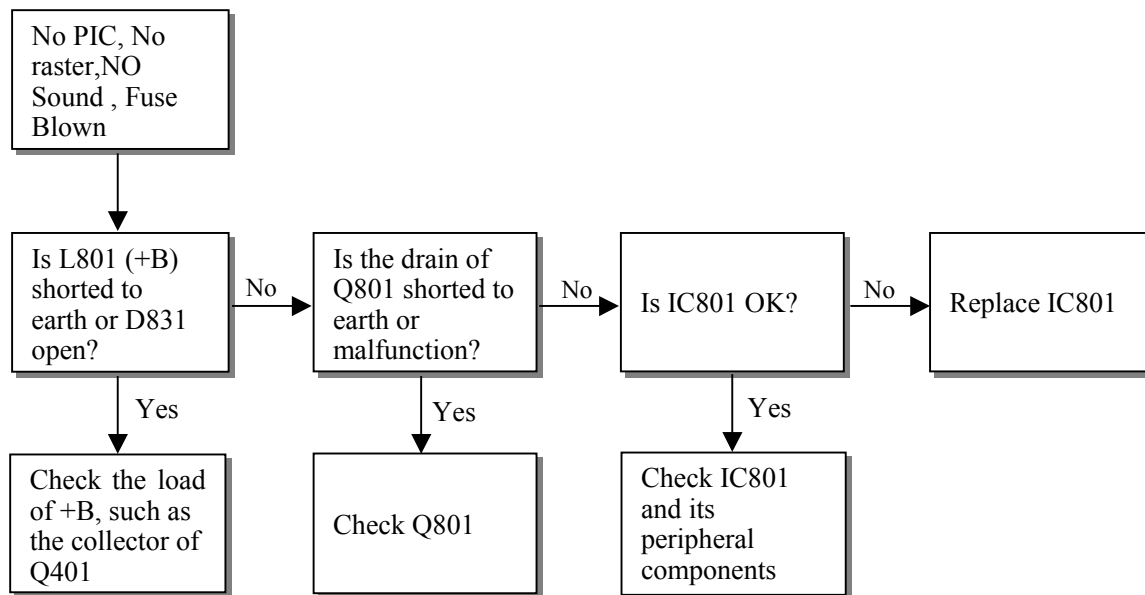 No PIC, No
raster,NO
Sound , Fuse
Blown
Is L801 (+B)
shorted to
earth or D831
open?
No
Is the drain of
Q801 shorted to
earth or
malfunction?
No
Is IC801 OK?
No
Replace IC801
Yes
Yes
Yes
Check the load
of +B, such as
the collector of
Q401
Check Q801
Check IC801
and its
peripheral
components